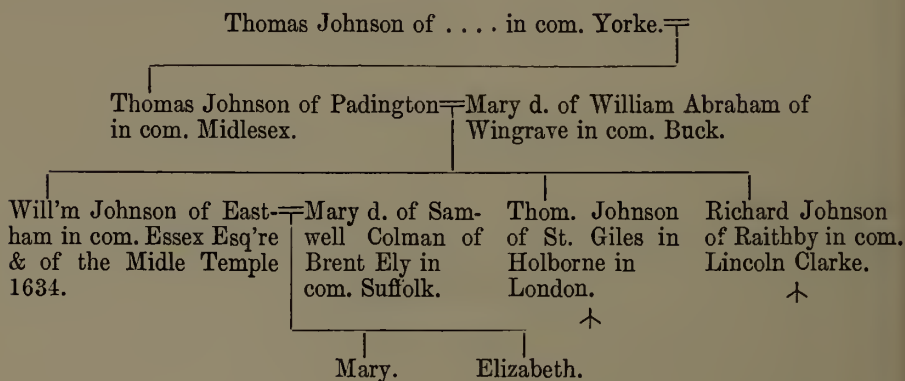 Thomas Johnson of . . . . in com. Yorke.
Thomas Johnson of Padington
in com. Midlesex.
Mary d. of William Abraham of
Wingrave in com. Buck.
Will'm Johnson of East-
ham in com. Essex Esq're
& of the Midle Temple
1634.
Mary d. of Sam-
well Colman of
Brent Ely in
com. Suffolk.
Thom. Johnson
of St. Giles in
Holborne in
London.
Richard Johnson
of Raithby in com.
Lincoln Clarke.
Mary.
Elizabeth.